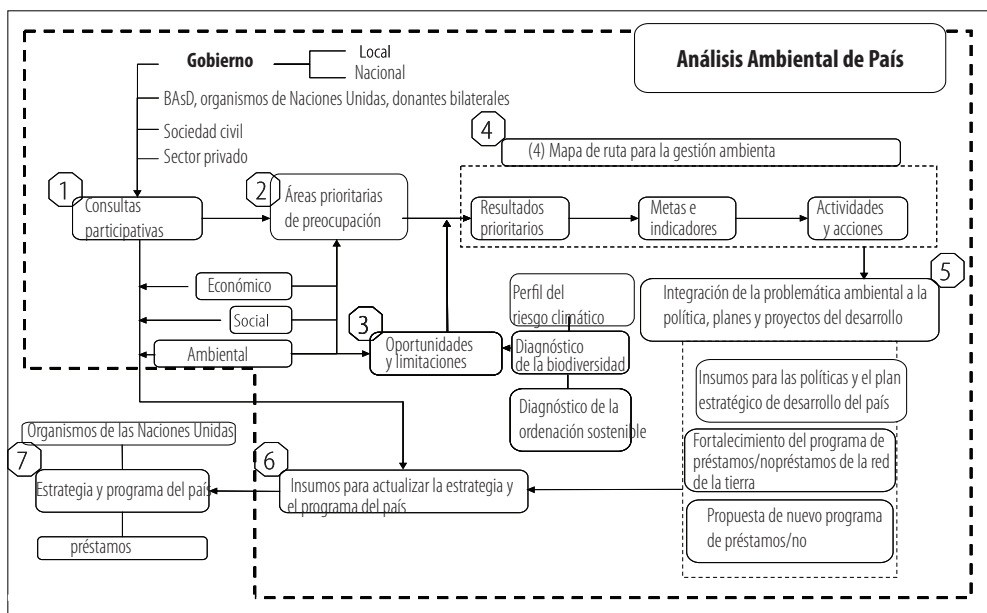 Análisis Ambiental de País
Gobierno
Local
Nacional
BAsD, organismos de Naciones Unidas, donantes bilaterales
Sociedad civil
Sector privado
4
(4) Mapa de ruta para la gestión ambienta
1
Consultas
participativas
2
Áreas prioritarias
de preocupación
Resultados
prioritarios
Metas e
indicadores
Actividades
y acciones
5
Integración de la problemática ambiental a la
política, planes y proyectos del desarrollo
Económico
Social
Ambiental
3
Oportunidades
y limitaciones
Perfil del
riesgo climático
Diagnóstico
de la biodiversidad
Diagnóstico de la
ordenación sostenible
Insumos para las políticas y el plan
estratégico de desarrollo del país
Fortalecimiento del programa de
préstamos/nopréstamos de la red
de la tierra
Propuesta de nuevo programa
de préstamos/no
Organismos de las Naciones Unidas
7
Estrategia y programa del país
préstamos
6
Insumos para actualizar la estrategia y
el programa del país